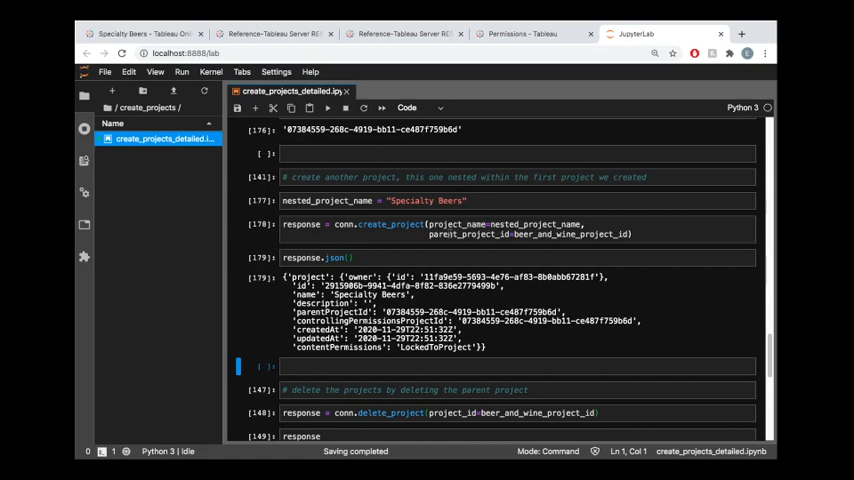 Specialty Beers - Tableau Onl
Reference-Tableau Server RES
Reference-Tableau Server RES
Permissions - Tableau
JupyterLab
localhost:8888/lab
File Edit View Run Kernel Tabs Settings Help
create_projects_detailed.ipy
/ create_projects /
Code
Python 3
Name
create_projects_detailed.i...
[176]: '07384559-268c-4919-bb11-ce487f759b6d'
[ ]:
[141]: # create another project, this one nested within the first project we created
[177]: nested_project_name = "Specialty Beers"
[178]: response = conn.create_project(project_name=nested_project_name,
parent_project_id=beer_and_wine_project_id)
response.json()
[179]: {'project': {'owner': {'id': '11fa9e59-5693-4e76-af83-8b0abb67281f'},
'id': '2915906b-9941-4dfa-8f82-836e2779499b',
'name': 'Specialty Beers',
'description': '',
'parentProjectId': '07384559-268c-4919-bb11-ce487f759b6d',
'controllingPermissionsProjectId': '07384559-268c-4919-bb11-ce487f759b6d',
'createdAt': '2020-11-29T22:51:32Z',
'updatedAt': '2020-11-29T22:51:32Z',
'contentPermissions': 'LockedToProject'}}
[ ]:
[147]: # delete the projects by deleting the parent project
[148]: response = conn.delete_project(project_id=beer_and_wine_project_id)
[149]: response
0 1 Python 3 | Idle Saving completed Mode: Command Ln 1, Col 1 create_projects_detailed.ipynb